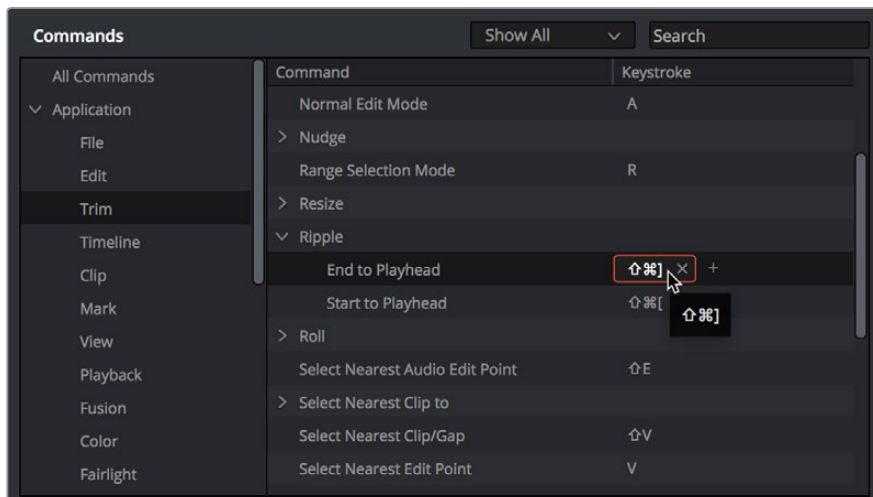 Commands
Show All
Search
All Commands
Application
File
Edit
Trim
Timeline
Clip
Mark
View
Playback
Fusion
Color
Fairlight
Command Keystroke
Normal Edit Mode A
Nudge
Range Selection Mode R
Resize
Ripple
End to Playhead ⇧⌘] × +
Start to Playhead ⇧⌘[
⇧⌘]
Roll
Select Nearest Audio Edit Point ⇧E
Select Nearest Clip to
Select Nearest Clip/Gap ⇧V
Select Nearest Edit Point V